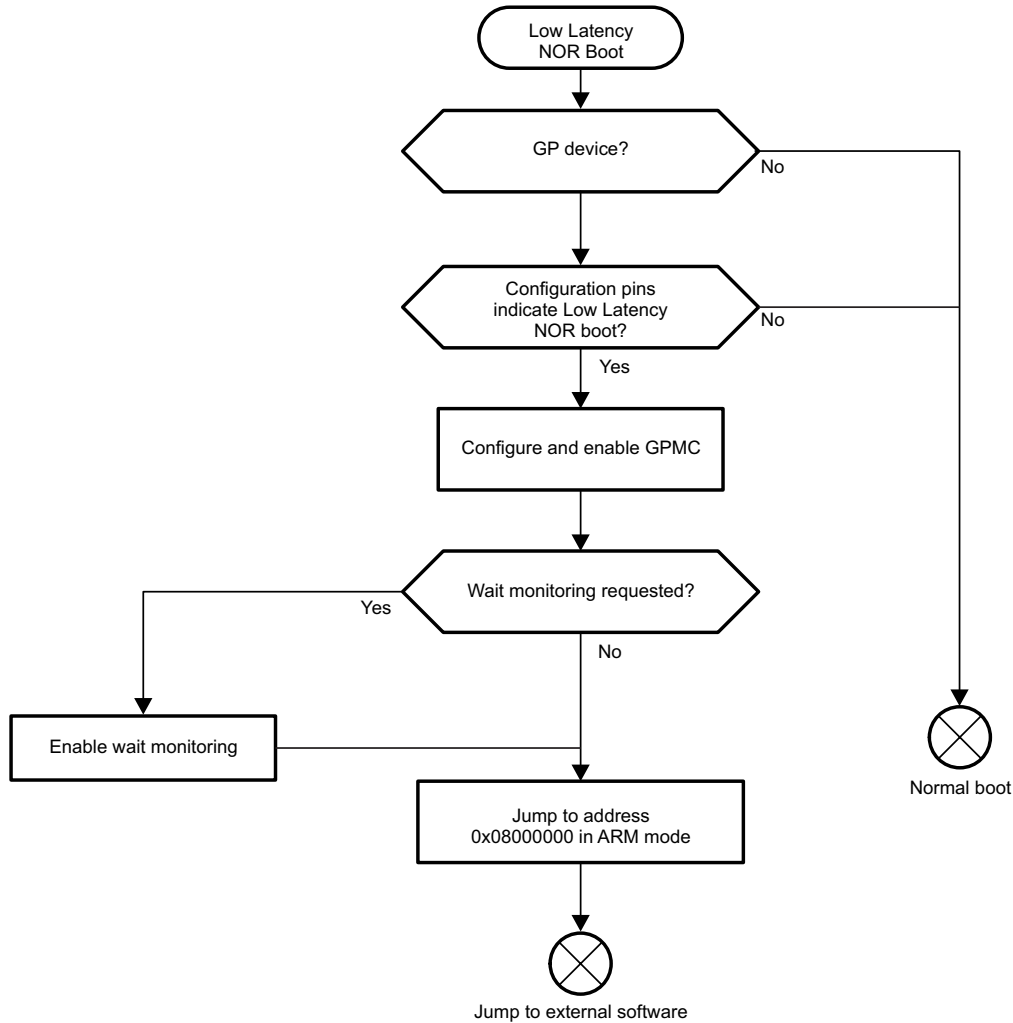 Low Latency
NOR Boot
GP device?
No
Configuration pins
indicate Low Latency
NOR boot?
No
Yes
Configure and enable GPMC
Wait monitoring requested?
Yes
No
Enable wait monitoring
Normal boot
Jump to address
0x08000000 in ARM mode
Jump to external software